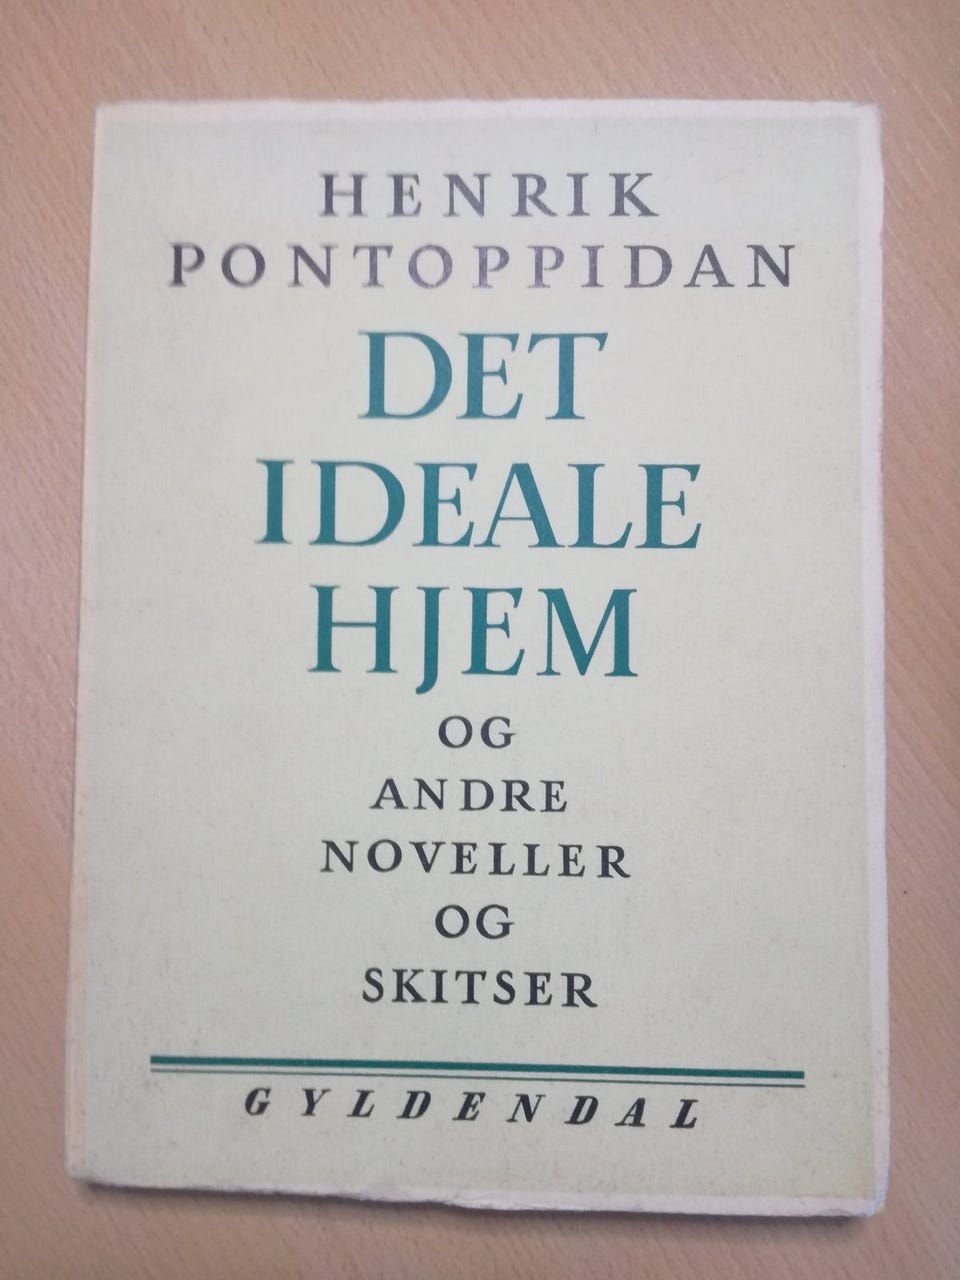 HENRIK
PONTOPPIDAN
DET
IDEALE
HJEM
OG
ANDRE
NOVELLER
OG
SKITSER
GYLDENDAL